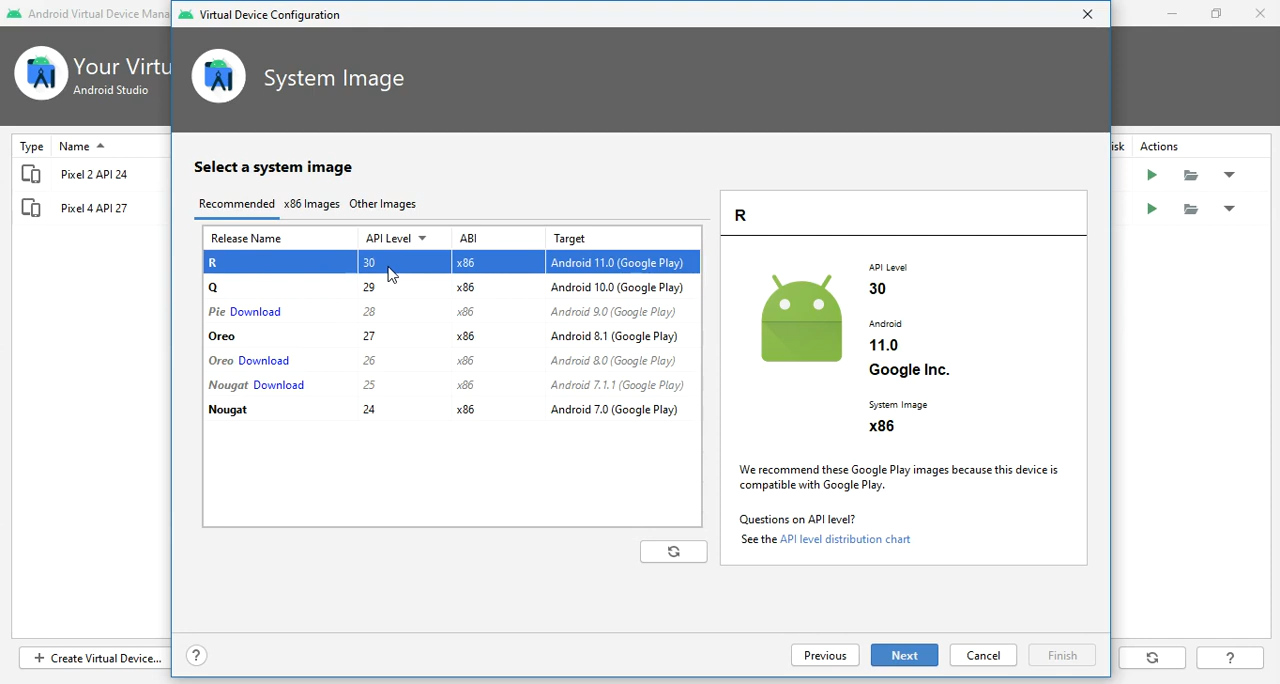 Android Virtual Device Mana
Your Virtu
Android Studio
Type Name
Pixel 2 API 24
Pixel 4 API 27
+ Create Virtual Device...
Virtual Device Configuration
System Image
Select a system image
Recommended x86 Images Other Images
Release Name API Level ABI Target
R 30 x86 Android 11.0 (Google Play)
Q 29 x86 Android 10.0 (Google Play)
Pie Download 28 x86 Android 9.0 (Google Play)
Oreo 27 x86 Android 8.1 (Google Play)
Oreo Download 26 x86 Android 8.0 (Google Play)
Nougat Download 25 x86 Android 7.1.1 (Google Play)
Nougat 24 x86 Android 7.0 (Google Play)
R
API Level
30
Android
11.0
Google Inc.
System Image
x86
We recommend these Google Play images because this device is
compatible with Google Play.
Questions on API level?
See the API level distribution chart
? Previous Next Cancel Finish
isk Actions
?